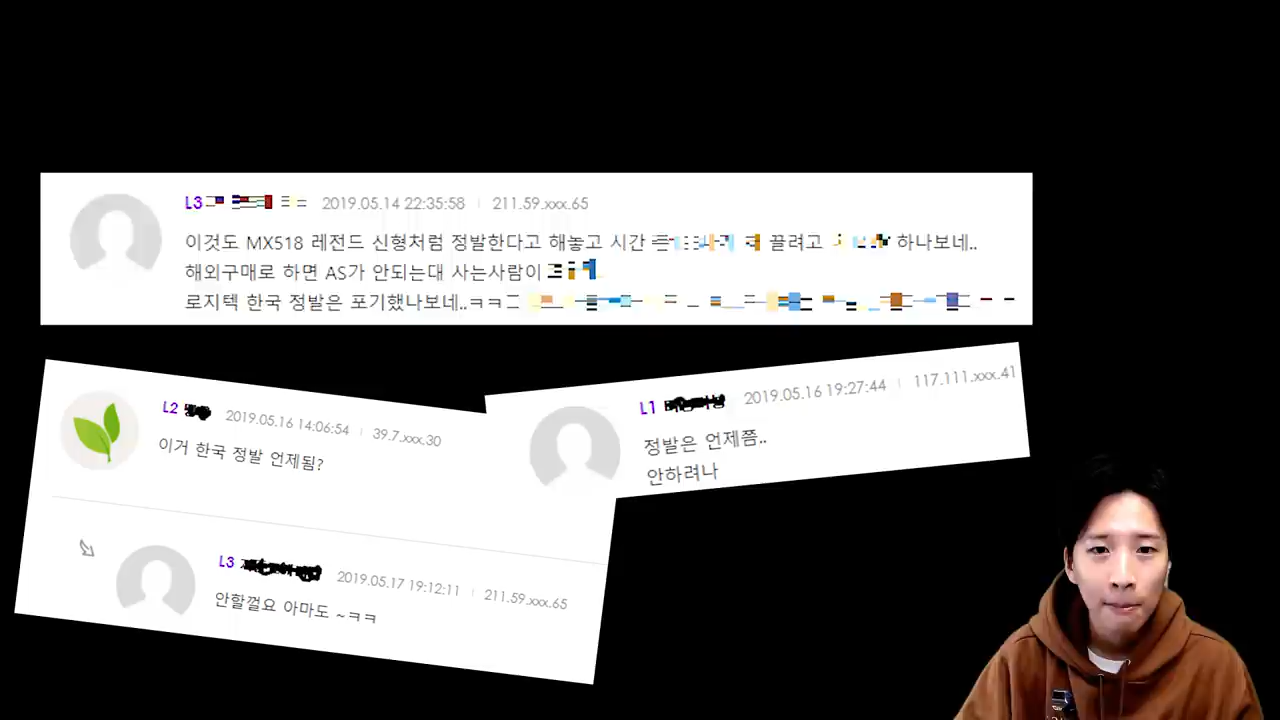 L3 2019.05.14 22:35:58 211.59.xxx.65
이것도 MX518 레전드 신형처럼 정발한다고 해놓고 시간 끌려고 하나보네..
해외구매로 하면 AS가 안되는대 사는사람이
로지텍 한국 정발은 포기했나보네..ㅋㅋ
L2 2019.05.16 14:06:54 39.7.xxx.30
이거 한국 정발 언제됨?
L3 2019.05.17 19:12:11 211.59.xxx.65
안할껄요 아마도 ~ㅋㅋ
L1 2019.05.16 19:27:44 117.111.xxx.41
정발은 언제쯤..
안하려나